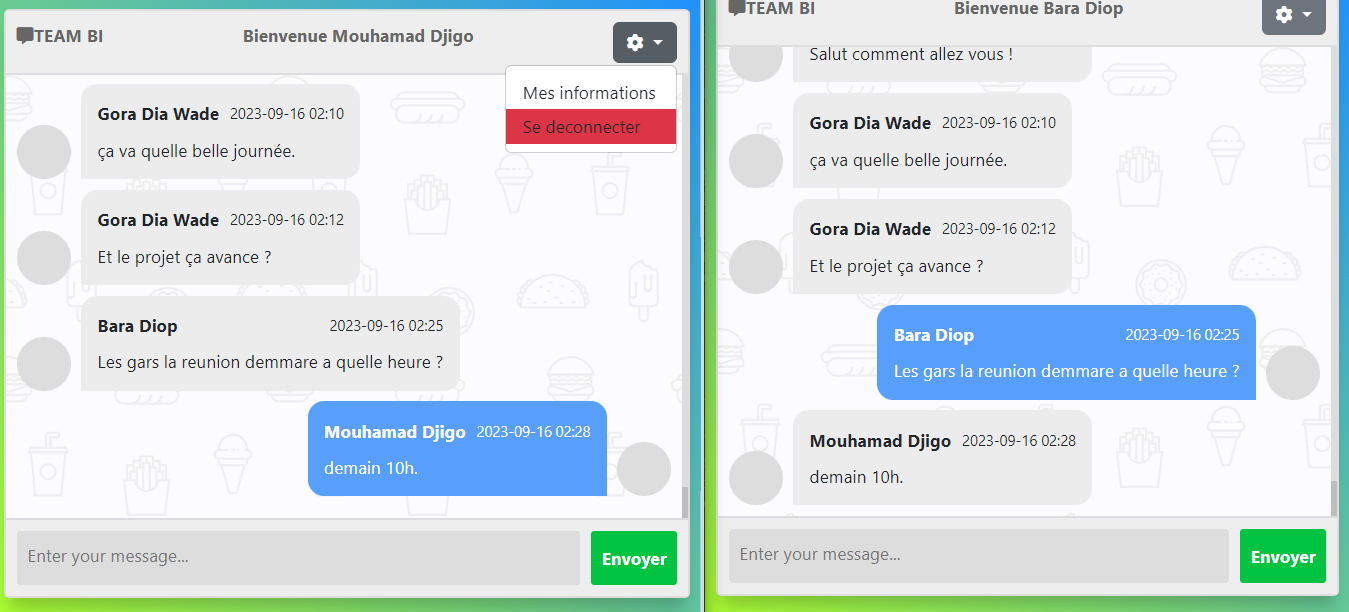 TEAM BI
Bienvenue Mouhamad Djigo
Mes informations
Se deconnecter
Gora Dia Wade 2023-09-16 02:10
ça va quelle belle journée.
Gora Dia Wade 2023-09-16 02:12
Et le projet ça avance ?
Bara Diop 2023-09-16 02:25
Les gars la reunion demmare a quelle heure ?
Mouhamad Djigo 2023-09-16 02:28
demain 10h.
Enter your message...
Envoyer
TEAM BI
Bienvenue Bara Diop
Salut comment allez vous !
Gora Dia Wade 2023-09-16 02:10
ça va quelle belle journée.
Gora Dia Wade 2023-09-16 02:12
Et le projet ça avance ?
Bara Diop 2023-09-16 02:25
Les gars la reunion demmare a quelle heure ?
Mouhamad Djigo 2023-09-16 02:28
demain 10h.
Enter your message...
Envoyer